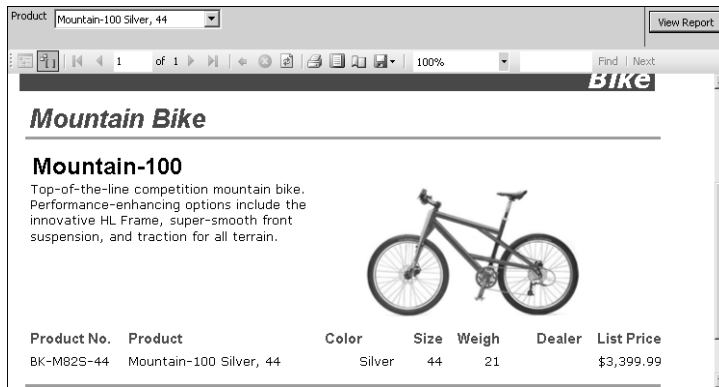 Product Mountain-100 Silver, 44 View Report
1 of 1 100% Find | Next
Bike
Mountain Bike
Mountain-100
Top-of-the-line competition mountain bike.
Performance-enhancing options include the
innovative HL Frame, super-smooth front
suspension, and traction for all terrain.
Product No. Product Color Size Weigh Dealer List Price
BK-M82S-44 Mountain-100 Silver, 44 Silver 44 21 $3,399.99